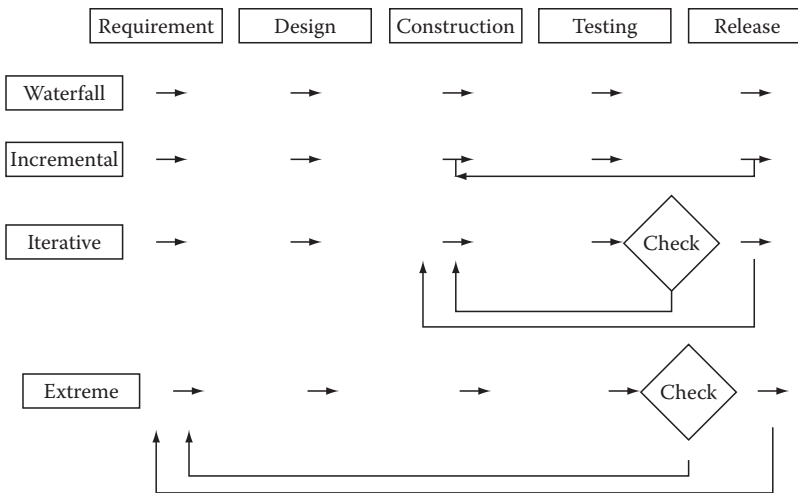 Requirement Design Construction Testing Release
Waterfall
Incremental
Iterative Check
Extreme Check